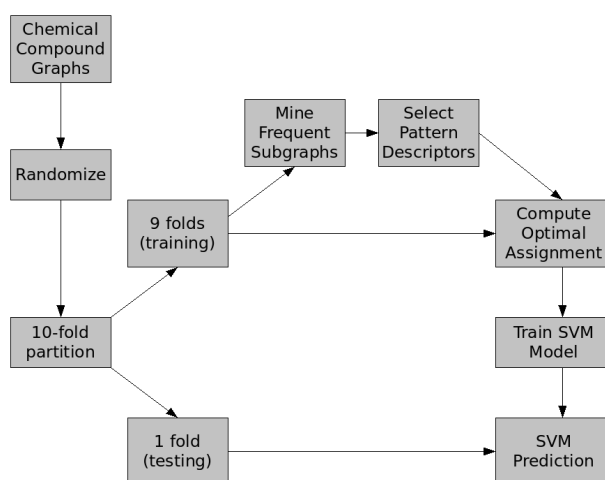 Chemical
Compound
Graphs
Randomize
10-fold
partition
9 folds
(training)
1 fold
(testing)
Mine
Frequent
Subgraphs
Select
Pattern
Descriptors
Compute
Optimal
Assignment
Train SVM
Model
SVM
Prediction